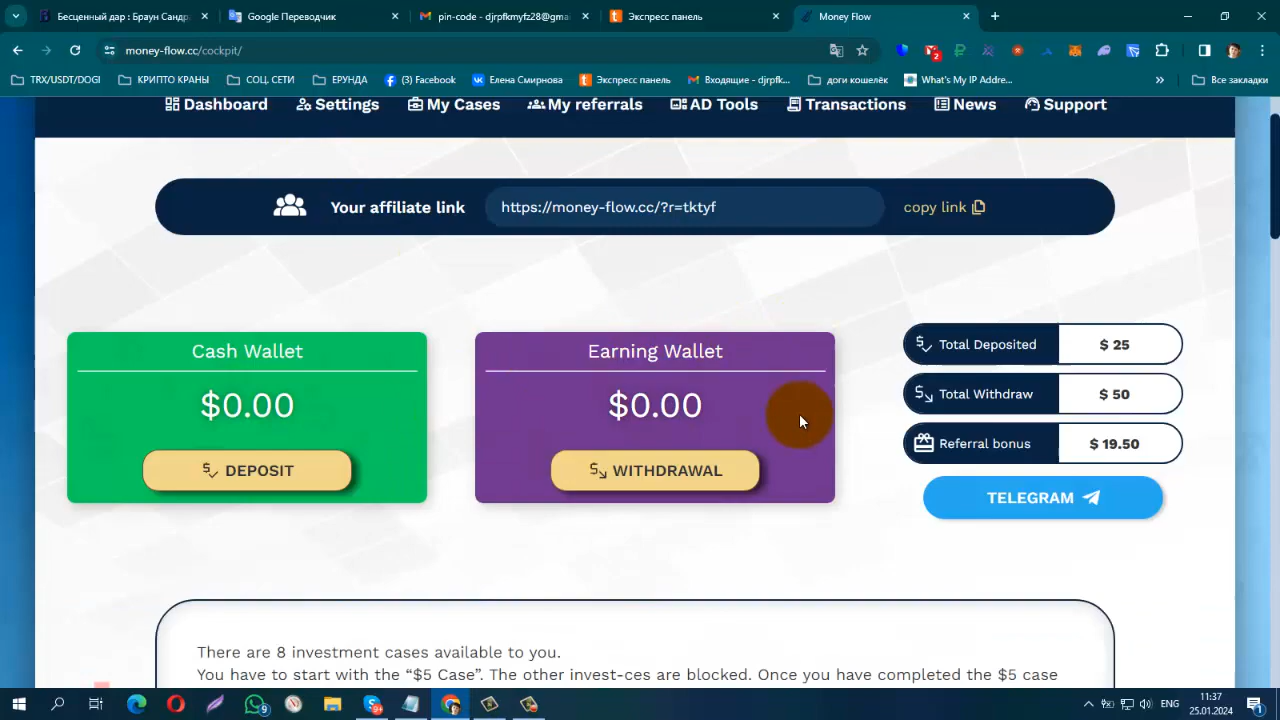 Бесценный дар : Браун Сандр
Google Переводчик
pin-code - djrpfkmyfz28@gmai
Экспресс панель
Money Flow
money-flow.cc/cockpit/
2
TRX/USDT/DOGI
КРИПТО КРАНЫ
СОЦ. СЕТИ
ЕРУНДА
(3) Facebook
Елена Смирнова
Экспресс панель
Входящие - djrpfk...
доги кошелёк
What's My IP Addre...
»
Все закладки
Dashboard
Settings
My Cases
My referrals
AD Tools
Transactions
News
Support
Your affiliate link
https://money-flow.cc/?r=tktyf
copy link
Cash Wallet
$0.00
DEPOSIT
Earning Wallet
$0.00
WITHDRAWAL
Total Deposited
$ 25
Total Withdraw
$ 50
Referral bonus
$ 19.50
TELEGRAM
There are 8 investment cases available to you.
You have to start with the “$5 Case”. The other invest-ces are blocked. Once you have completed the $5 case
9
ENG
11:37
25.01.2024
1